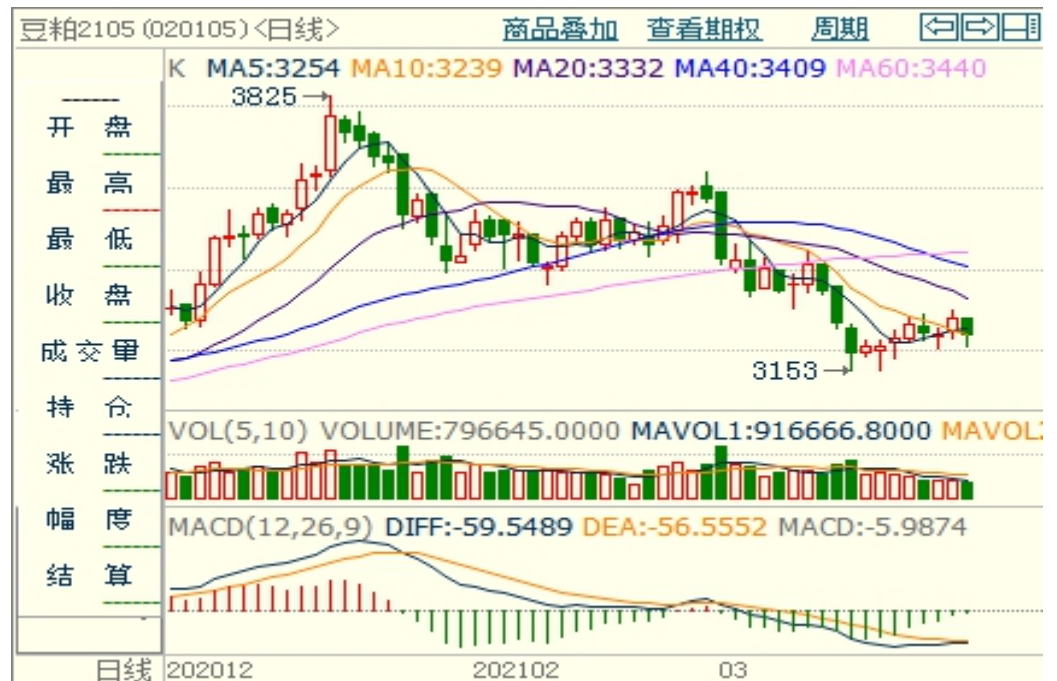 豆粕2105(020105)<日线> 商品叠加 查看期权 周期
K MA5:3254 MA10:3239 MA20:3332 MA40:3409 MA60:3440
3825
开 盘
最 高
最 低
收 盘
3153
成交量
持 仓
VOL(5,10) VOLUME:796645.0000 MAVOL1:916666.8000 MAVOL2
涨 跌
幅 度
MACD(12,26,9) DIFF:-59.5489 DEA:-56.5552 MACD:-5.9874
结 算
日线 202012 202102 03